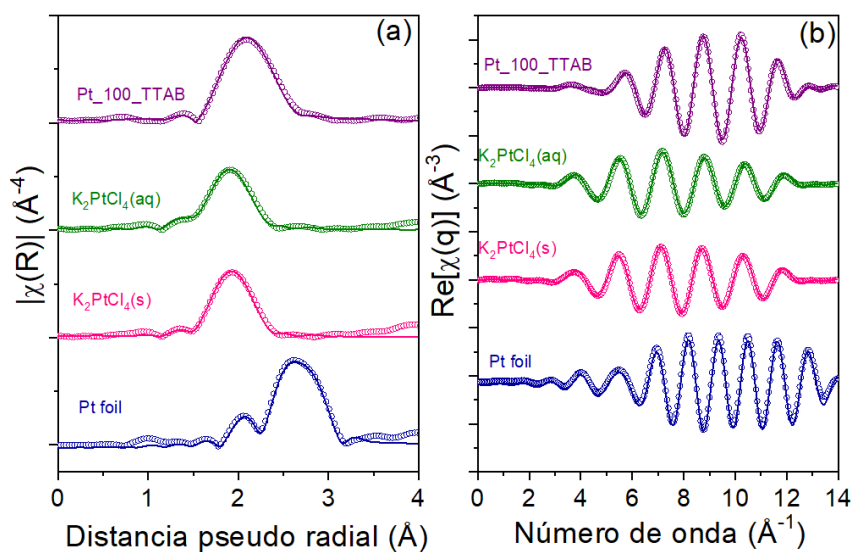 (a)
Pt_100_TTAB
K₂PtCl₄(aq)
K₂PtCl₄(s)
Pt foil
|χ(R)| (Å⁻⁴)
0 1 2 3 4
Distancia pseudo radial (Å)
(b)
Pt_100_TTAB
K₂PtCl₄(aq)
K₂PtCl₄(s)
Pt foil
Re[χ(q)] (Å⁻³)
0 2 4 6 8 10 12 14
Número de onda (Å⁻¹)